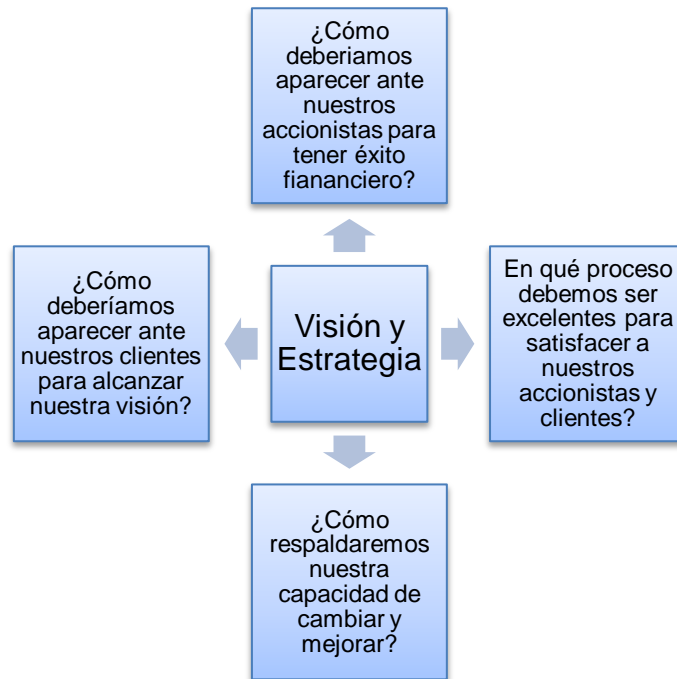 ¿Cómo
deberiamos
aparecer ante
nuestros
accionistas para
tener éxito
fiananciero?
¿Cómo
deberíamos
aparecer ante
nuestros clientes
para alcanzar
nuestra visión?
Visión y
Estrategia
En qué proceso
debemos ser
excelentes para
satisfacer a
nuestros
accionistas y
clientes?
¿Cómo
respaldaremos
nuestra
capacidad de
cambiar y
mejorar?